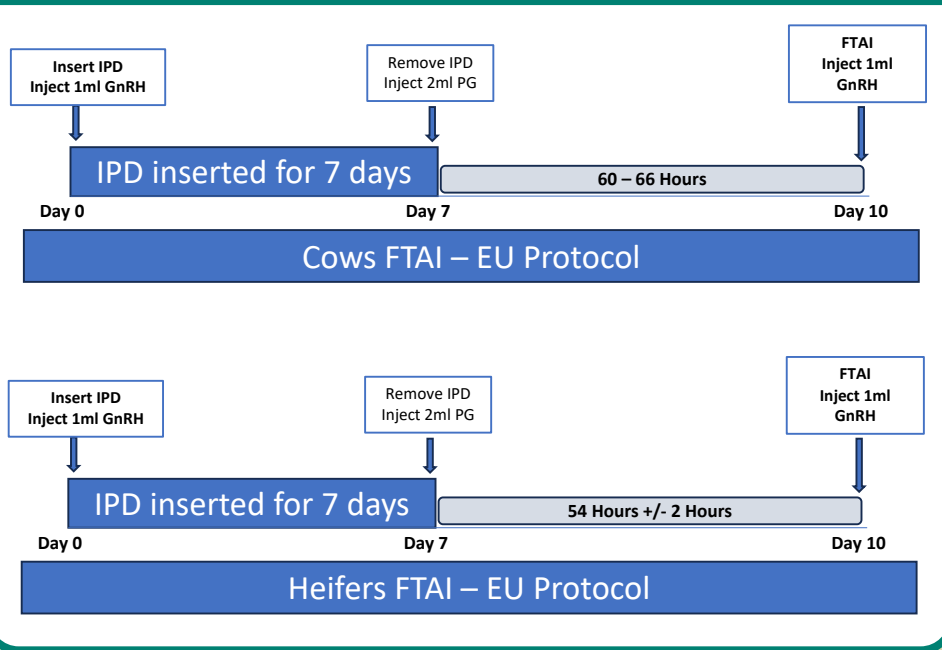 Insert IPD
Inject 1ml GnRH
Remove IPD
Inject 2ml PG
FTAI
Inject 1ml
GnRH
IPD inserted for 7 days
60 – 66 Hours
Day 0
Day 7
Day 10
Cows FTAI – EU Protocol
Insert IPD
Inject 1ml GnRH
Remove IPD
Inject 2ml PG
FTAI
Inject 1ml
GnRH
IPD inserted for 7 days
54 Hours +/- 2 Hours
Day 0
Day 7
Day 10
Heifers FTAI – EU Protocol